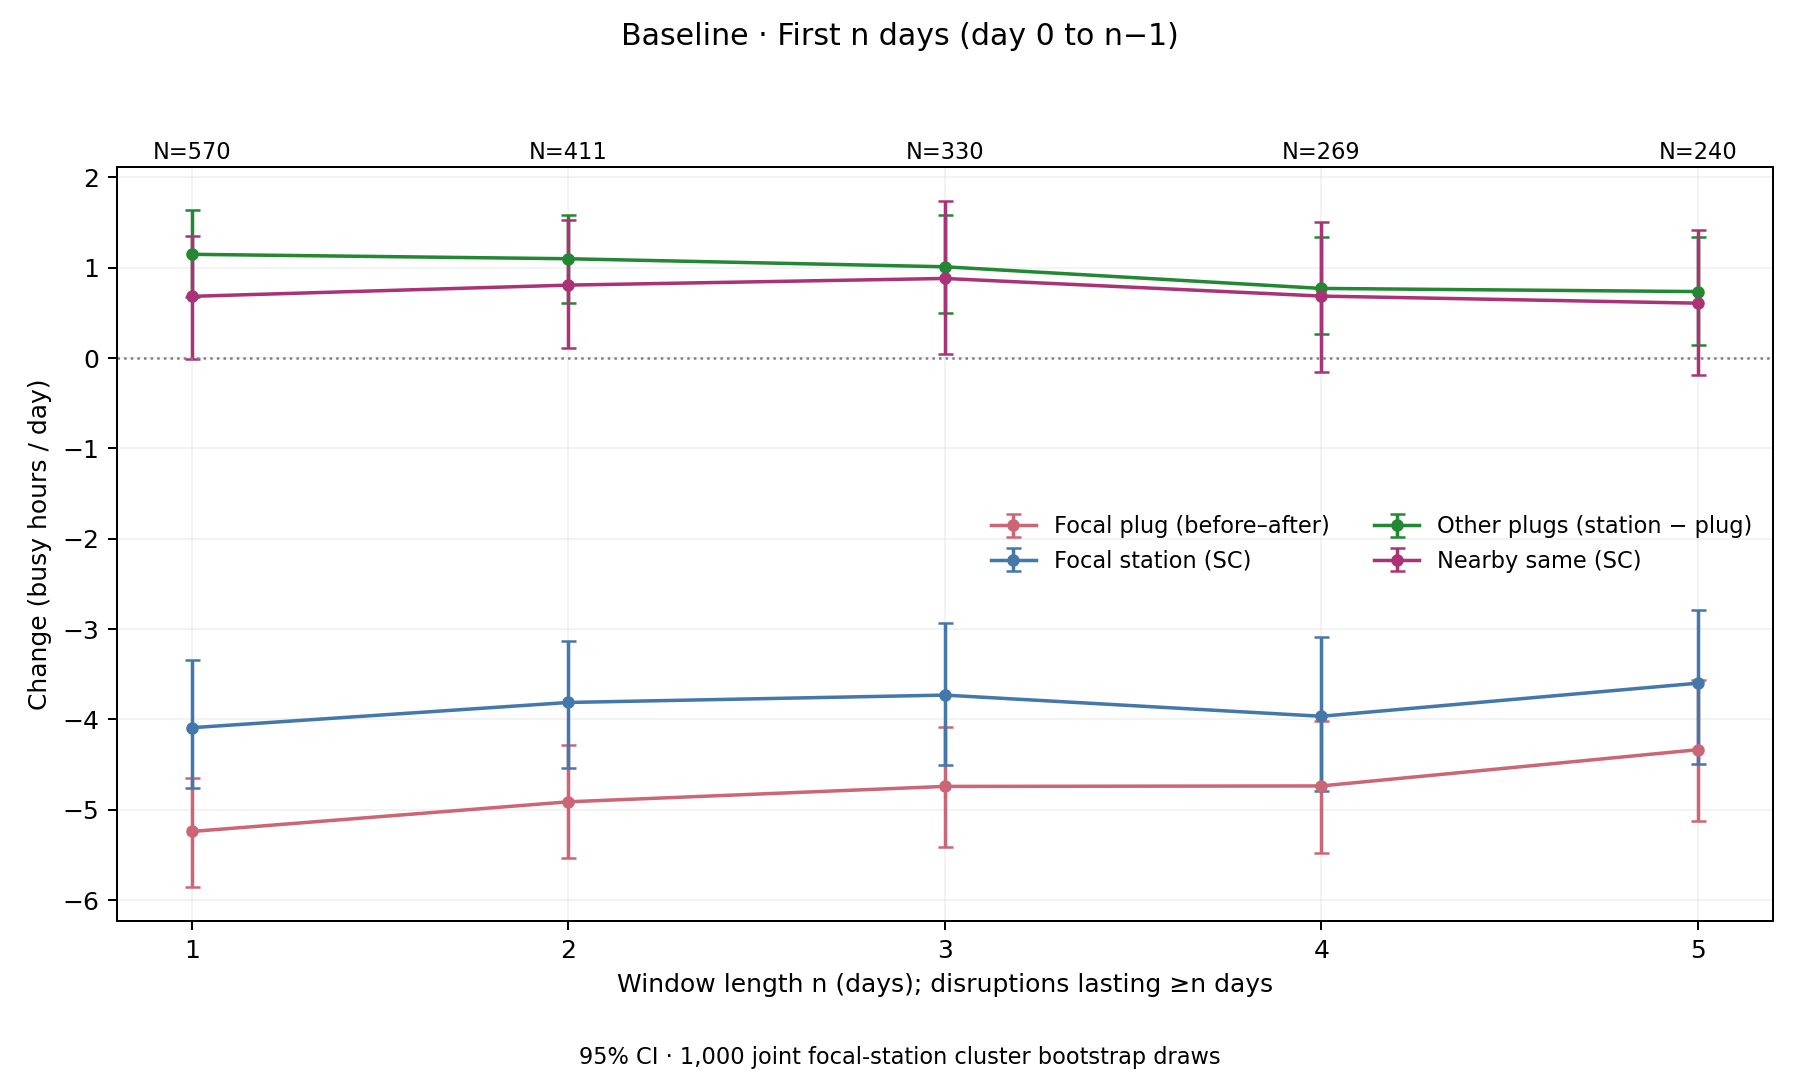 Baseline · First n days (day 0 to n−1)
N=570 N=411 N=330 N=269 N=240
2
1
0
−1
−2
−3
−4
−5
−6
Change (busy hours / day)
Focal plug (before–after) Other plugs (station − plug)
Focal station (SC) Nearby same (SC)
1 2 3 4 5
Window length n (days); disruptions lasting ≥n days
95% CI · 1,000 joint focal-station cluster bootstrap draws